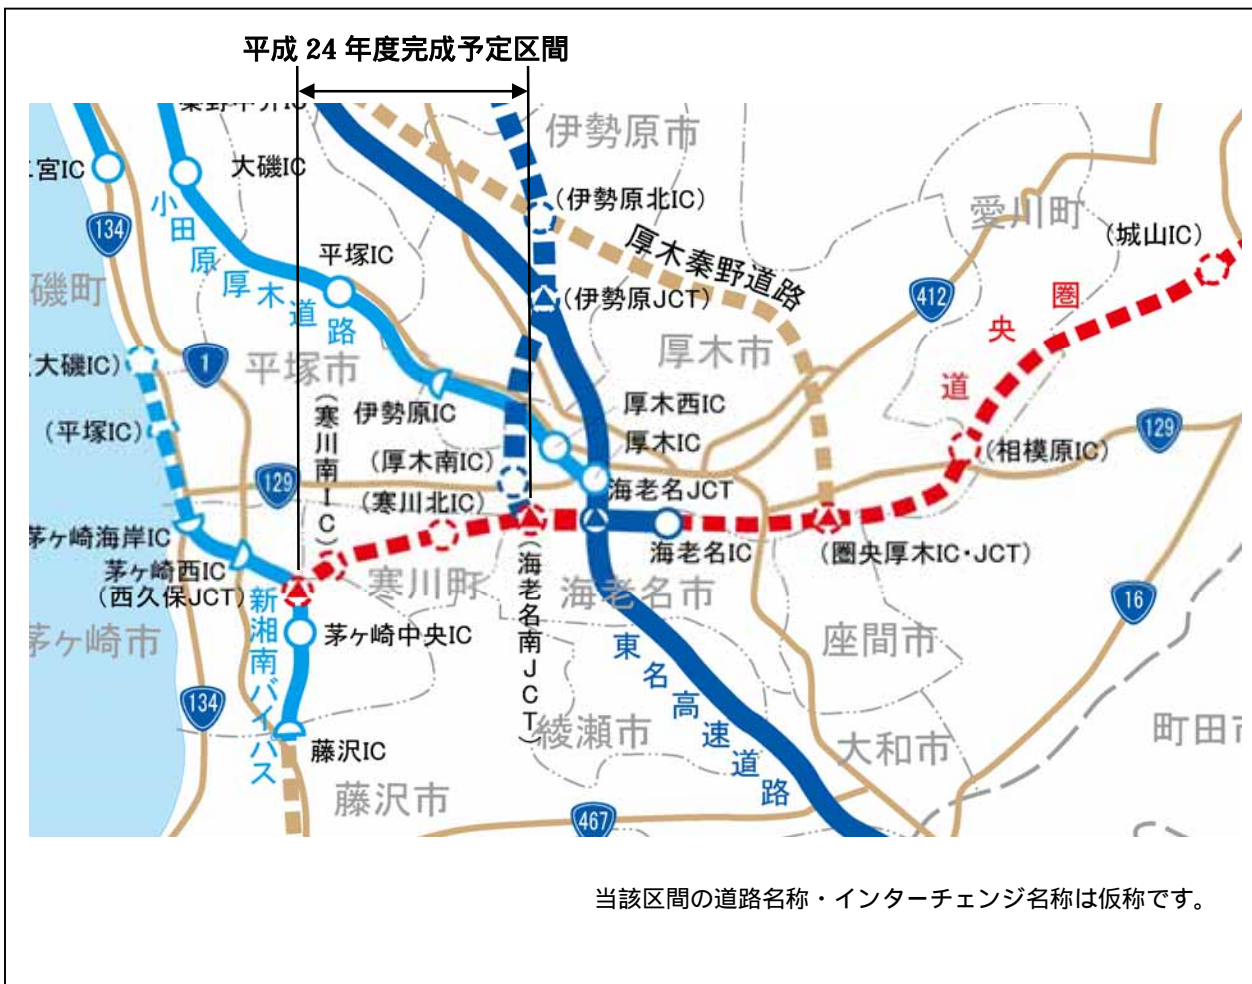 平成 24 年度完成予定区間
伊勢原市
二宮IC
大磯IC
(伊勢原北IC)
愛川町
(城山IC)
小田原厚木道路
134
平塚IC
厚木秦野道路
磯町
(伊勢原JCT)
412
圏央道
1
厚木市
(大磯IC)
平塚市
(寒川南IC)
伊勢原IC
厚木西IC
(平塚IC)
厚木IC
129
(相模原IC)
(厚木南IC)
129
海老名JCT
(寒川北IC)
茅ヶ崎海岸IC
海老名IC
(圏央厚木IC・JCT)
茅ヶ崎西IC
(西久保JCT)
(海老名南JCT)
寒川町
海老名市
16
新湘南バイパス
茅ヶ崎市
茅ヶ崎中央IC
座間市
東名高速道路
134
綾瀬市
大和市
町田市
藤沢IC
藤沢市
467
当該区間の道路名称・インターチェンジ名称は仮称です。